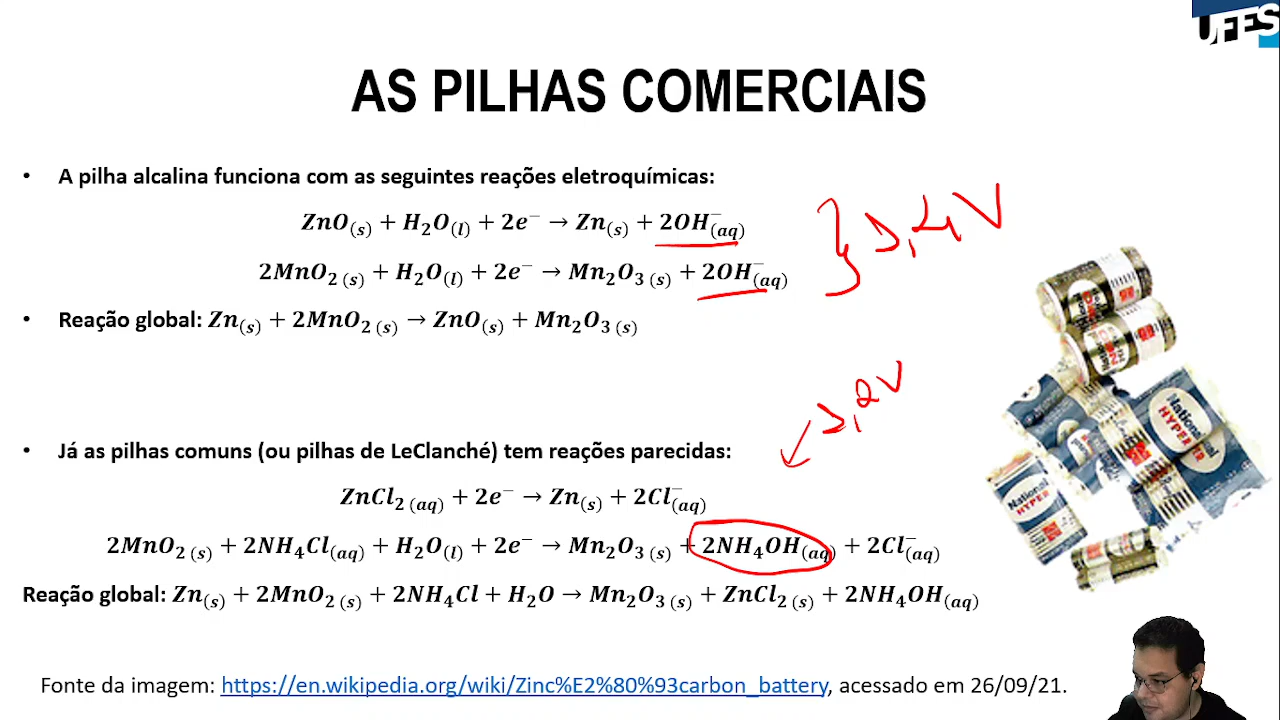 UFES
AS PILHAS COMERCIAIS
• A pilha alcalina funciona com as seguintes reações eletroquímicas:
ZnO(s) + H₂O(l) + 2e⁻ → Zn(s) + 2OH⁻(aq)
2MnO₂ (s) + H₂O(l) + 2e⁻ → Mn₂O₃ (s) + 2OH⁻(aq)
} 1,4V
• Reação global: Zn(s) + 2MnO₂ (s) → ZnO(s) + Mn₂O₃ (s)
1,2V
• Já as pilhas comuns (ou pilhas de LeClanché) tem reações parecidas:
ZnCl₂ (aq) + 2e⁻ → Zn(s) + 2Cl⁻(aq)
2MnO₂ (s) + 2NH₄Cl(aq) + H₂O(l) + 2e⁻ → Mn₂O₃ (s) + 2NH₄OH(aq) + 2Cl⁻(aq)
Reação global: Zn(s) + 2MnO₂ (s) + 2NH₄Cl + H₂O → Mn₂O₃ (s) + ZnCl₂ (s) + 2NH₄OH(aq)
National
HYPER
National
HYPER
Fonte da imagem: https://en.wikipedia.org/wiki/Zinc%E2%80%93carbon_battery, acessado em 26/09/21.